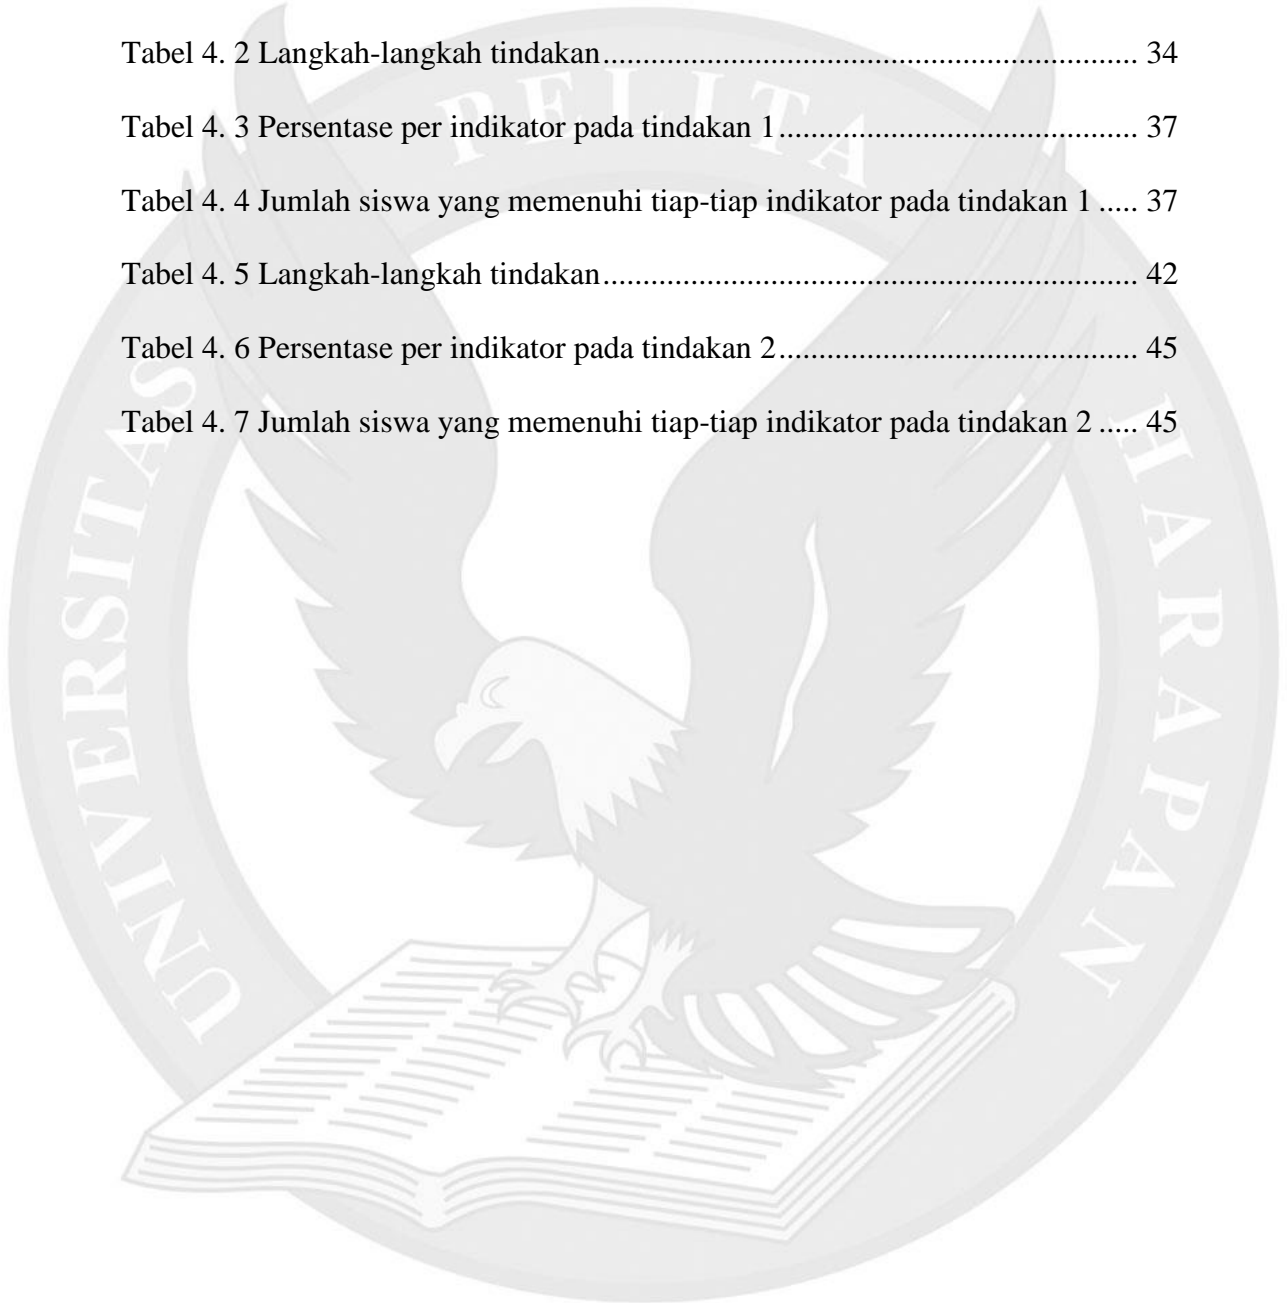 Tabel 4. 2 Langkah-langkah tindakan.................................................................... 34
Tabel 4. 3 Persentase per indikator pada tindakan 1.............................................. 37
Tabel 4. 4 Jumlah siswa yang memenuhi tiap-tiap indikator pada tindakan 1 ..... 37
Tabel 4. 5 Langkah-langkah tindakan.................................................................... 42
Tabel 4. 6 Persentase per indikator pada tindakan 2.............................................. 45
Tabel 4. 7 Jumlah siswa yang memenuhi tiap-tiap indikator pada tindakan 2 ..... 45
UNIVERSITAS PELITA HARAPAN